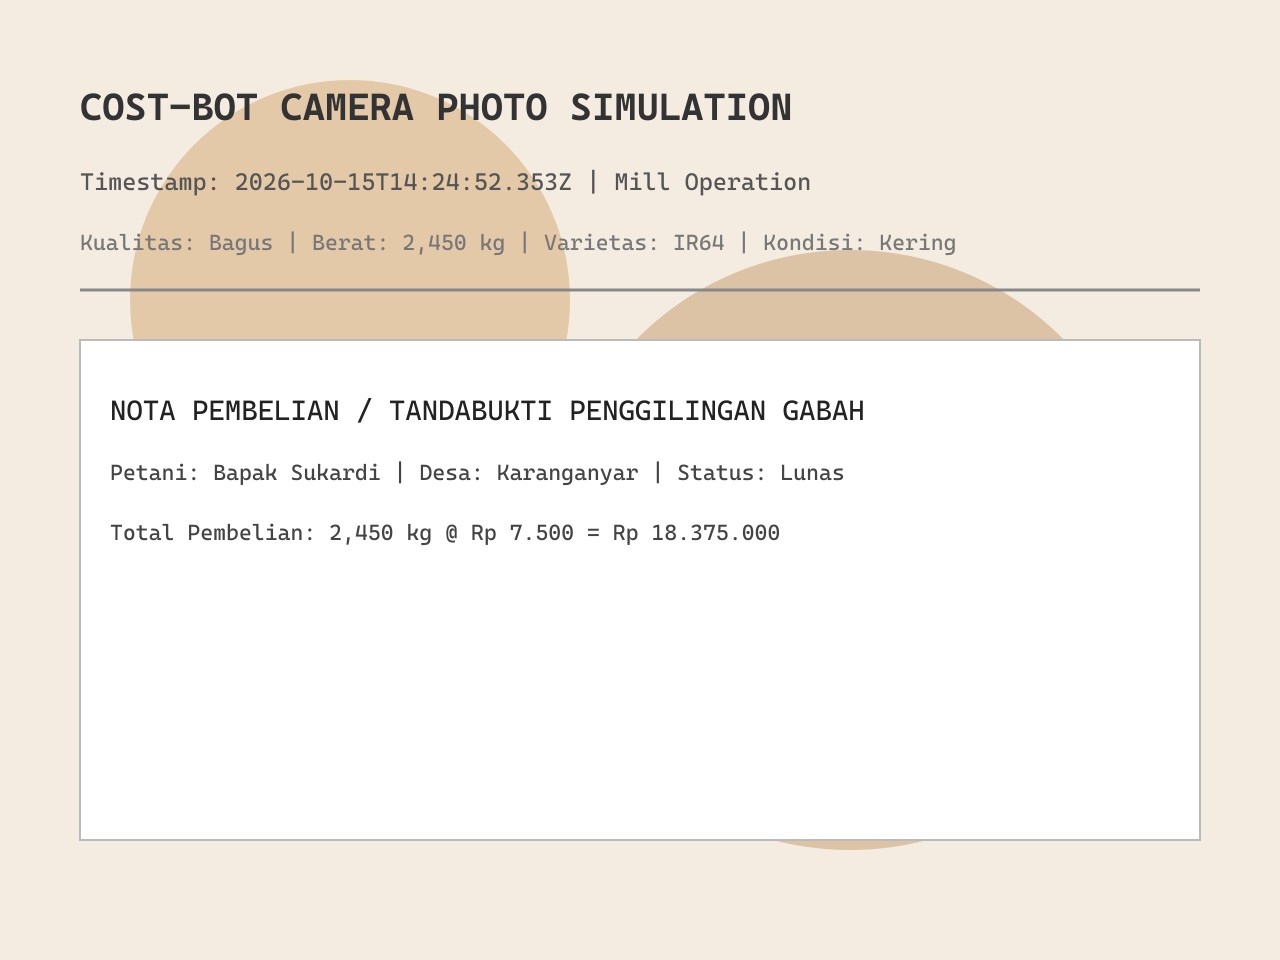 COST-BOT CAMERA PHOTO SIMULATION
Timestamp: 2026-10-15T14:24:52.353Z | Mill Operation
Kualitas: Bagus | Berat: 2,450 kg | Varietas: IR64 | Kondisi: Kering
NOTA PEMBELIAN / TANDABUKTI PENGGILINGAN GABAH
Petani: Bapak Sukardi | Desa: Karanganyar | Status: Lunas
Total Pembelian: 2,450 kg @ Rp 7.500 = Rp 18.375.000